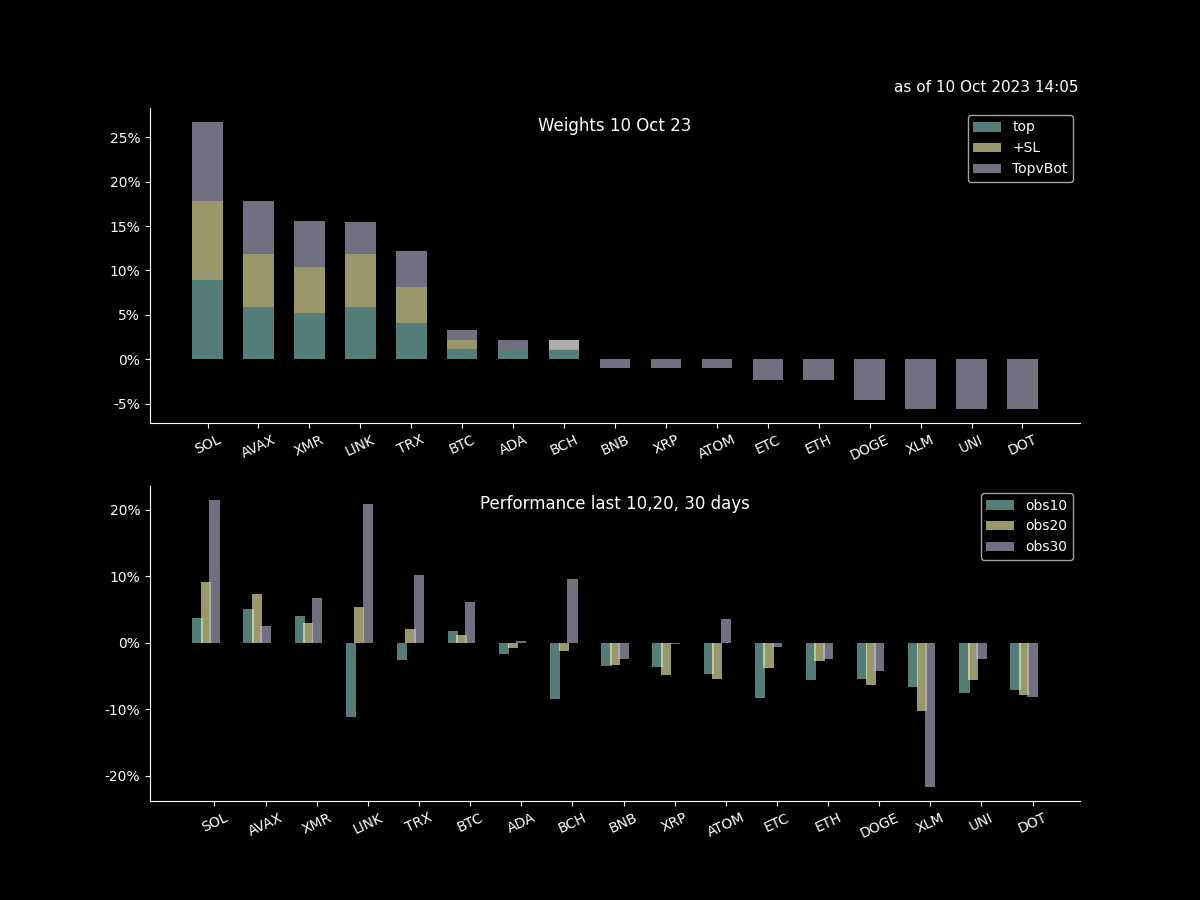 as of 10 Oct 2023 14:05
Weights 10 Oct 23
top
+SL
TopvBot
25%
20%
15%
10%
5%
0%
-5%
SOL AVAX XMR LINK TRX BTC ADA BCH BNB XRP ATOM ETC ETH DOGE XLM UNI DOT
Performance last 10,20, 30 days
obs10
obs20
obs30
20%
10%
0%
-10%
-20%
SOL AVAX XMR LINK TRX BTC ADA BCH BNB XRP ATOM ETC ETH DOGE XLM UNI DOT